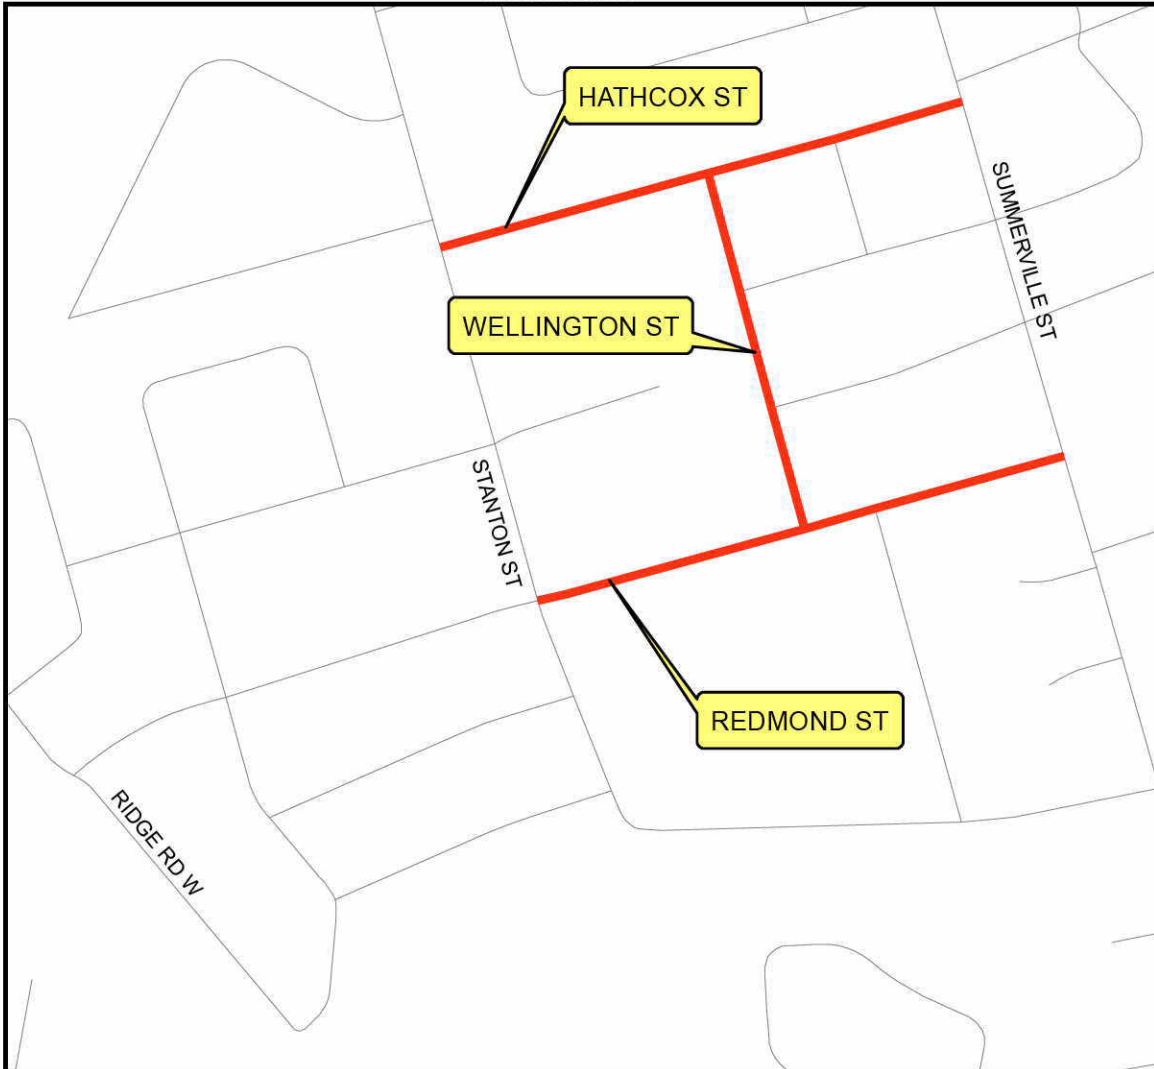 HATHCOX ST
SUMMERVILLE ST
WELLINGTON ST
STANTON ST
REDMOND ST
RIDGE RD W